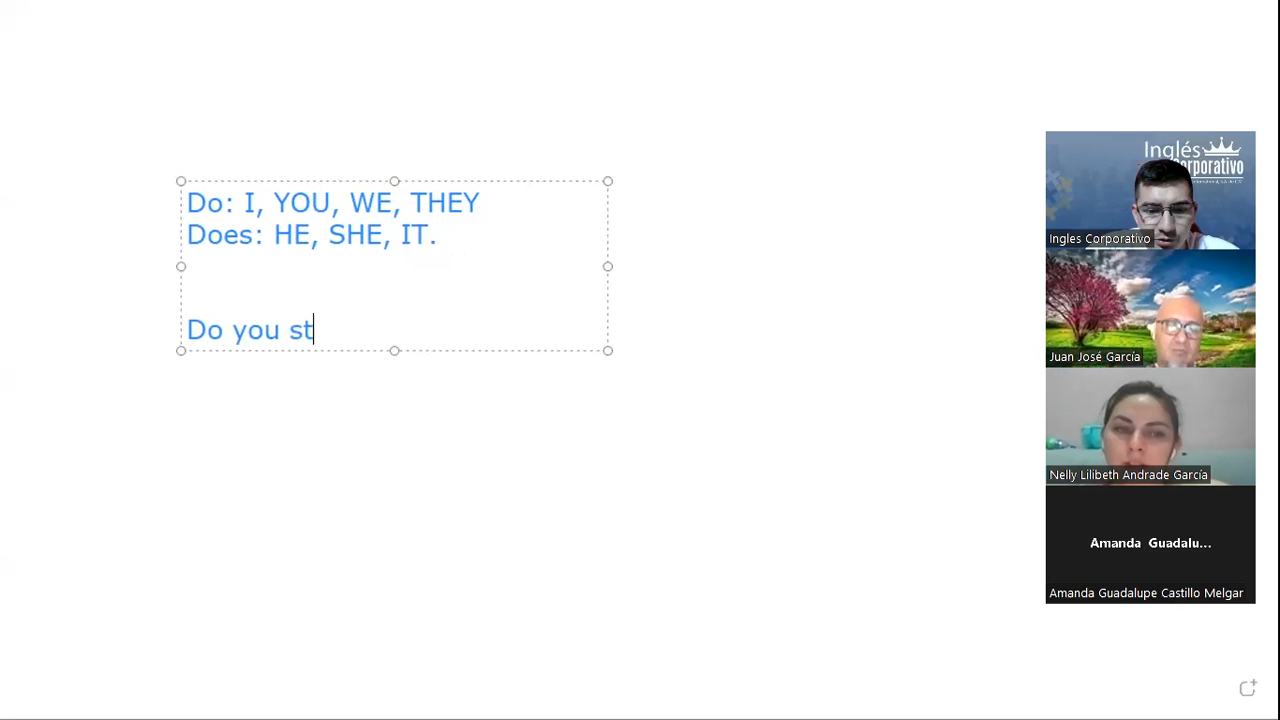 Do: I, YOU, WE, THEY
Does: HE, SHE, IT.
Do you st
Inglés
Corporativo
Ingles Corporativo
Juan José García
Nelly Lilibeth Andrade García
Amanda Guadalu...
Amanda Guadalupe Castillo Melgar